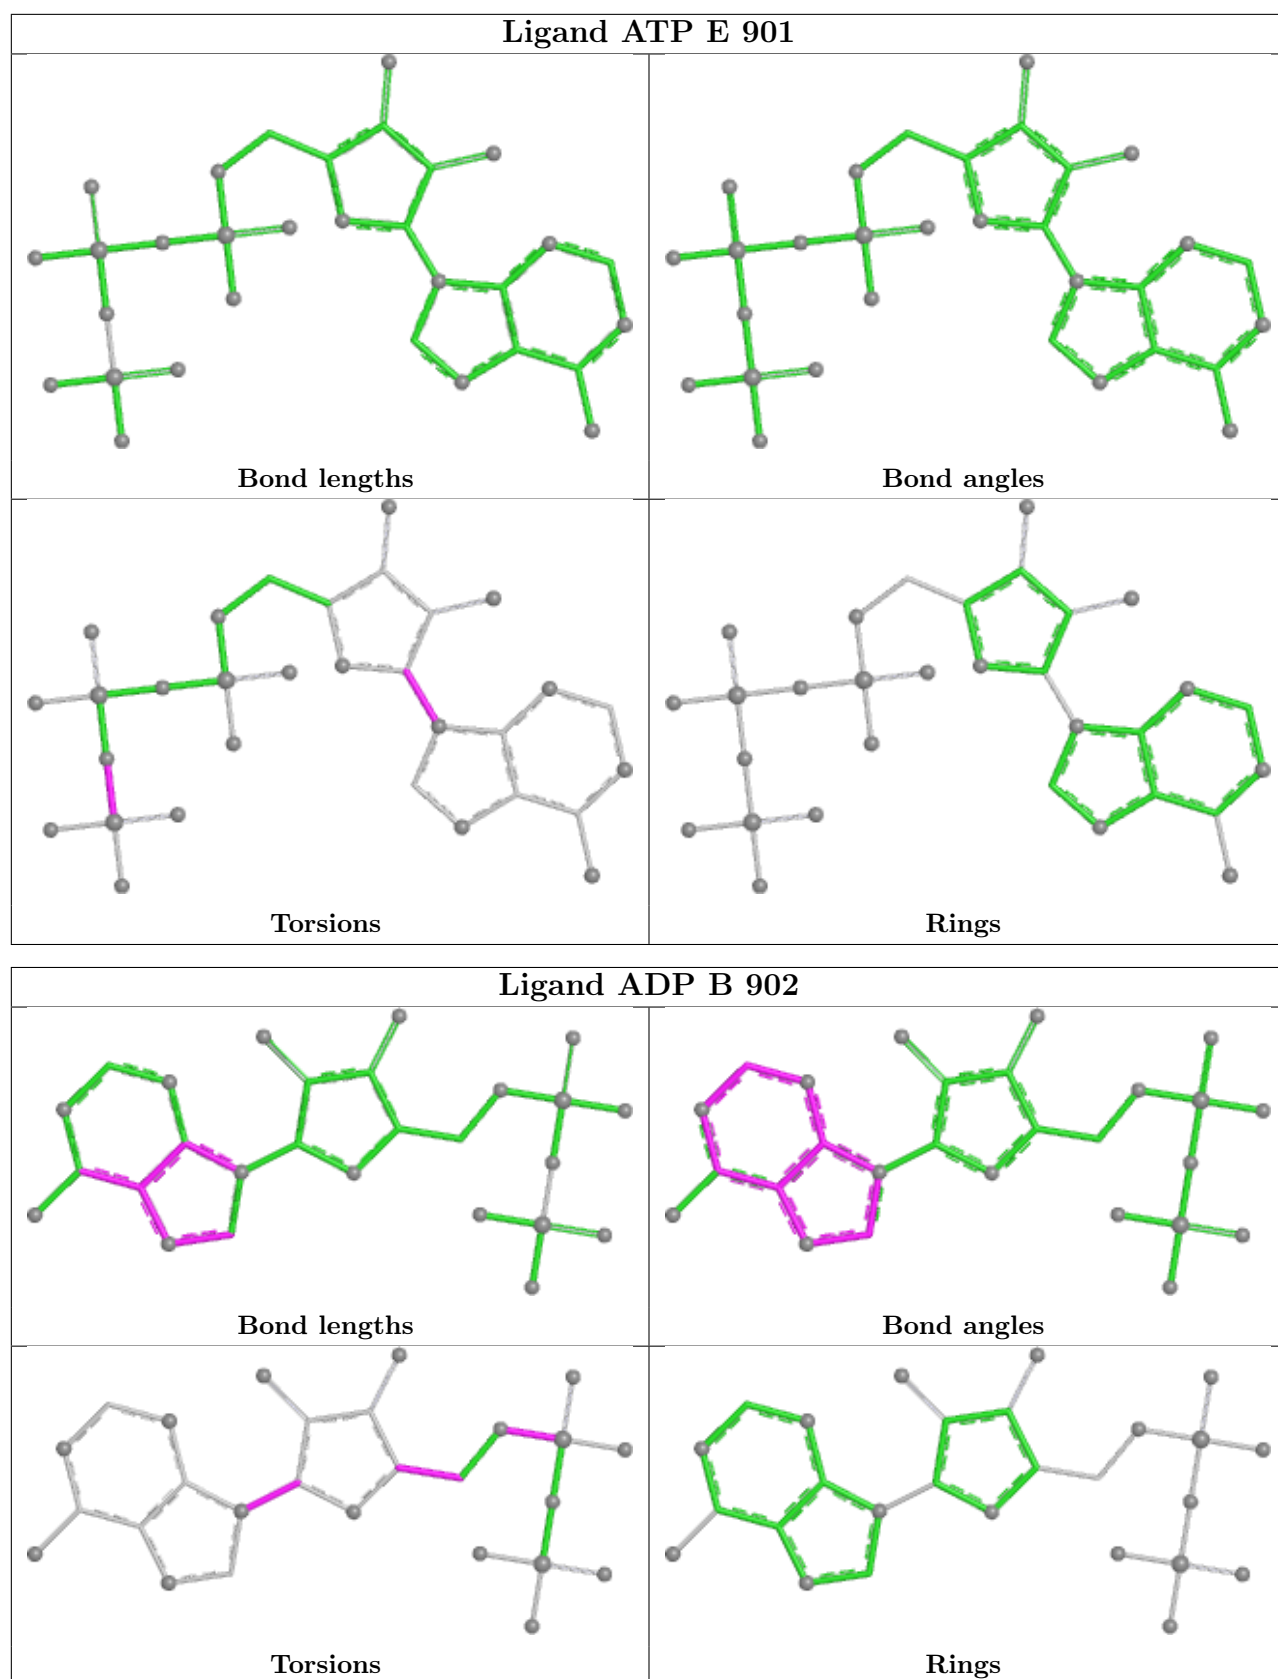 Ligand ATP E 901
Bond lengths
Bond angles
Torsions
Rings
Ligand ADP B 902
Bond lengths
Bond angles
Torsions
Rings